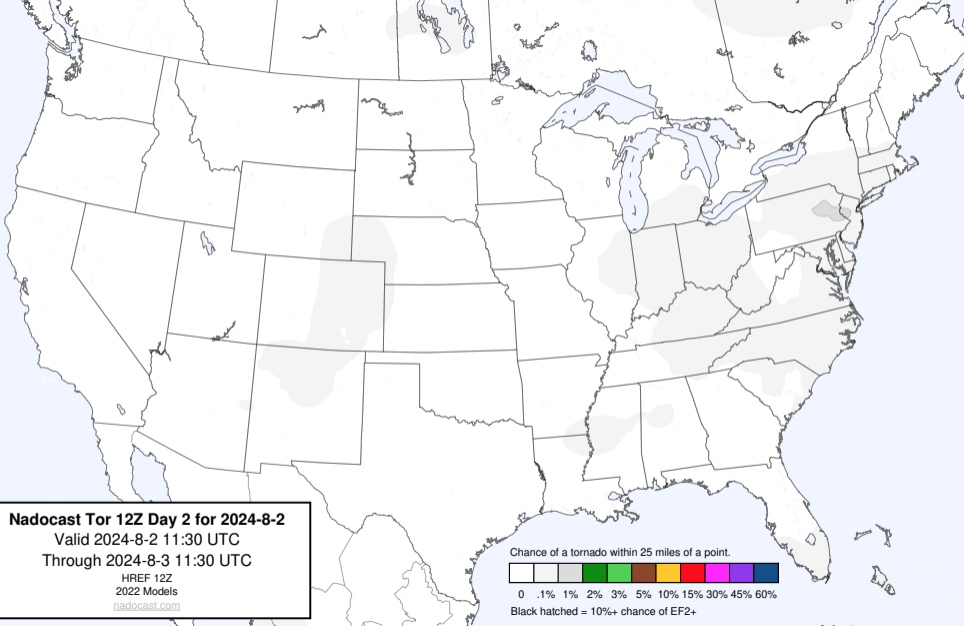 Nadocast Tor 12Z Day 2 for 2024-8-2
Valid 2024-8-2 11:30 UTC
Through 2024-8-3 11:30 UTC
HREF 12Z
2022 Models
nadocast.com
Chance of a tornado within 25 miles of a point.
0 .1% 1% 2% 3% 5% 10% 15% 30% 45% 60%
Black hatched = 10%+ chance of EF2+